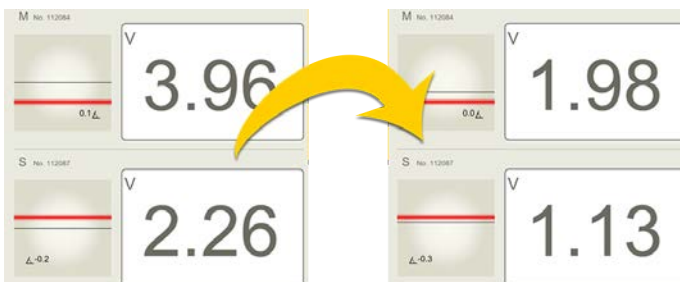 M No. 112084
V
3.96
0.1∡
S No. 112087
V
2.26
∡-0.2
M No. 112084
V
1.98
0.0∡
S No. 112087
V
1.13
∡-0.3